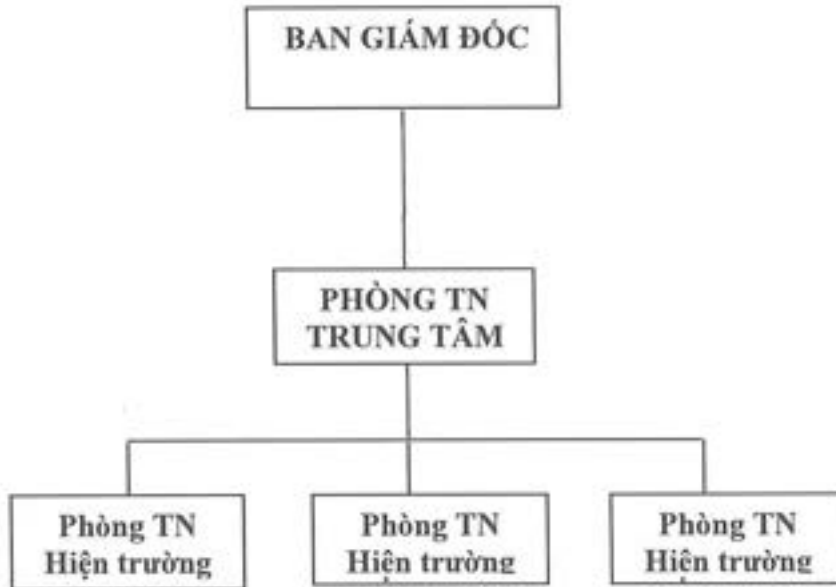 BAN GIÁM ĐỐC
PHÒNG TN
TRUNG TÂM
Phòng TN
Hiện trường
Phòng TN
Hiện trường
Phòng TN
Hiện trường